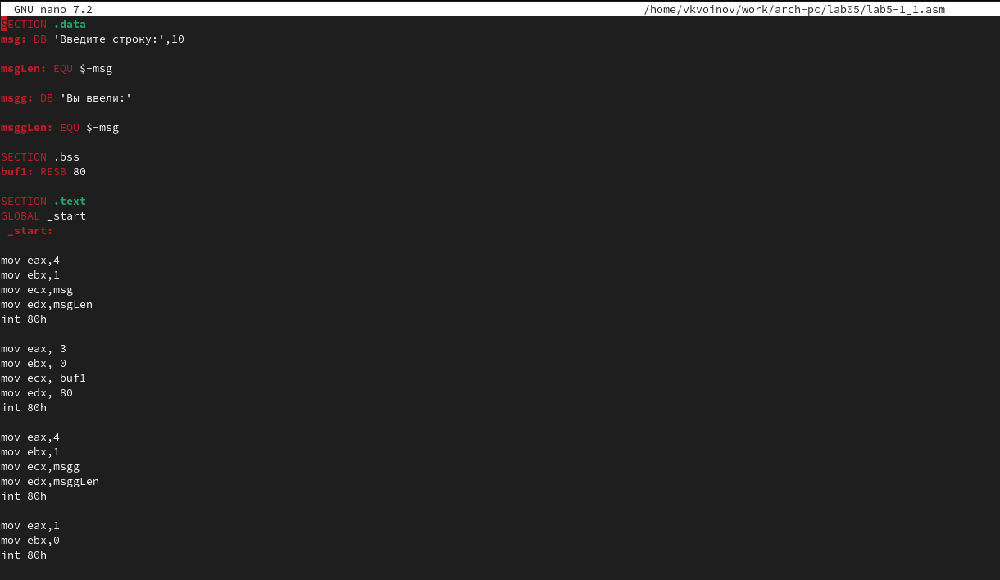 GNU nano 7.2 /home/vkvoinov/work/arch-pc/lab05/lab5-1_1.asm
SECTION .data
msg: DB 'Введите строку:',10
msgLen: EQU $-msg
msgg: DB 'Вы ввели:'
msggLen: EQU $-msg
SECTION .bss
buf1: RESB 80
SECTION .text
GLOBAL _start
_start:
mov eax,4
mov ebx,1
mov ecx,msg
mov edx,msgLen
int 80h
mov eax, 3
mov ebx, 0
mov ecx, buf1
mov edx, 80
int 80h
mov eax,4
mov ebx,1
mov ecx,msgg
mov edx,msggLen
int 80h
mov eax,1
mov ebx,0
int 80h